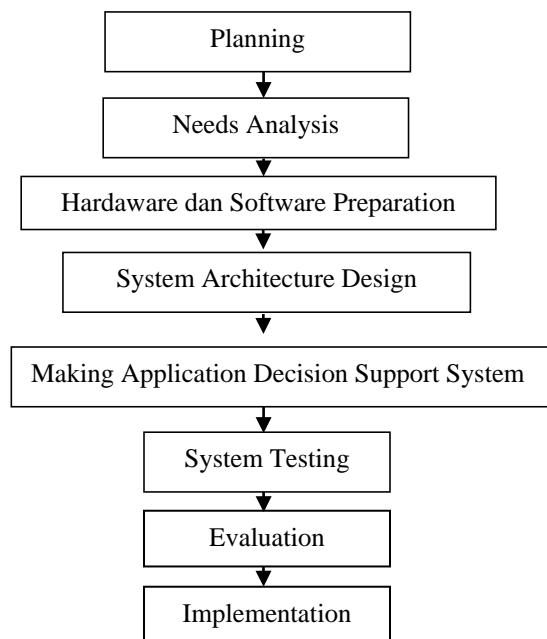 Planning
Needs Analysis
Hardaware dan Software Preparation
System Architecture Design
Making Application Decision Support System
System Testing
Evaluation
Implementation